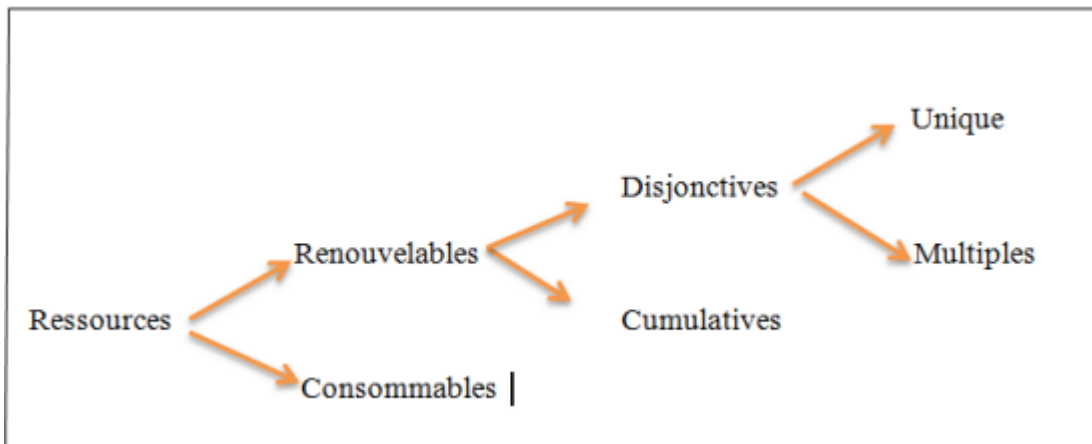 Unique
Disjonctives
Renouvelables
Multiples
Ressources
Cumulatives
Consommables